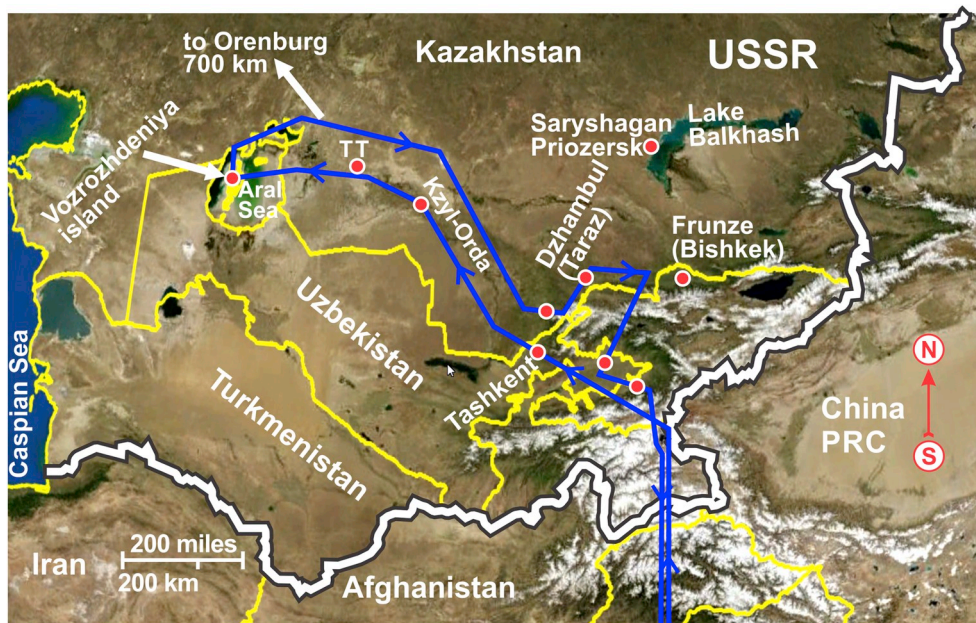 to Orenburg
700 km
Kazakhstan
USSR
Vozrozhdeniya
island
TT
Aral
Sea
Kzyl-Orda
Saryshagan
Priozersk
Lake
Balkhash
Dzhambul
(Taraz)
Frunze
(Bishkek)
Uzbekistan
Tashkent
Turkmenistan
Caspian Sea
China
PRC
N
S
Iran
200 miles
200 km
Afghanistan